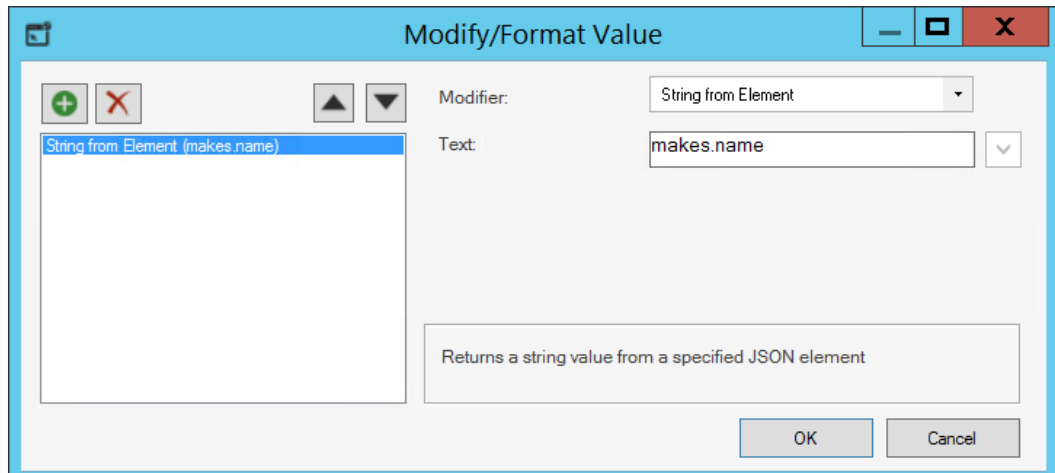 Modify/Format Value
Modifier:
String from Element
String from Element (makes.name)
Text:
makes.name
Returns a string value from a specified JSON element
OK
Cancel